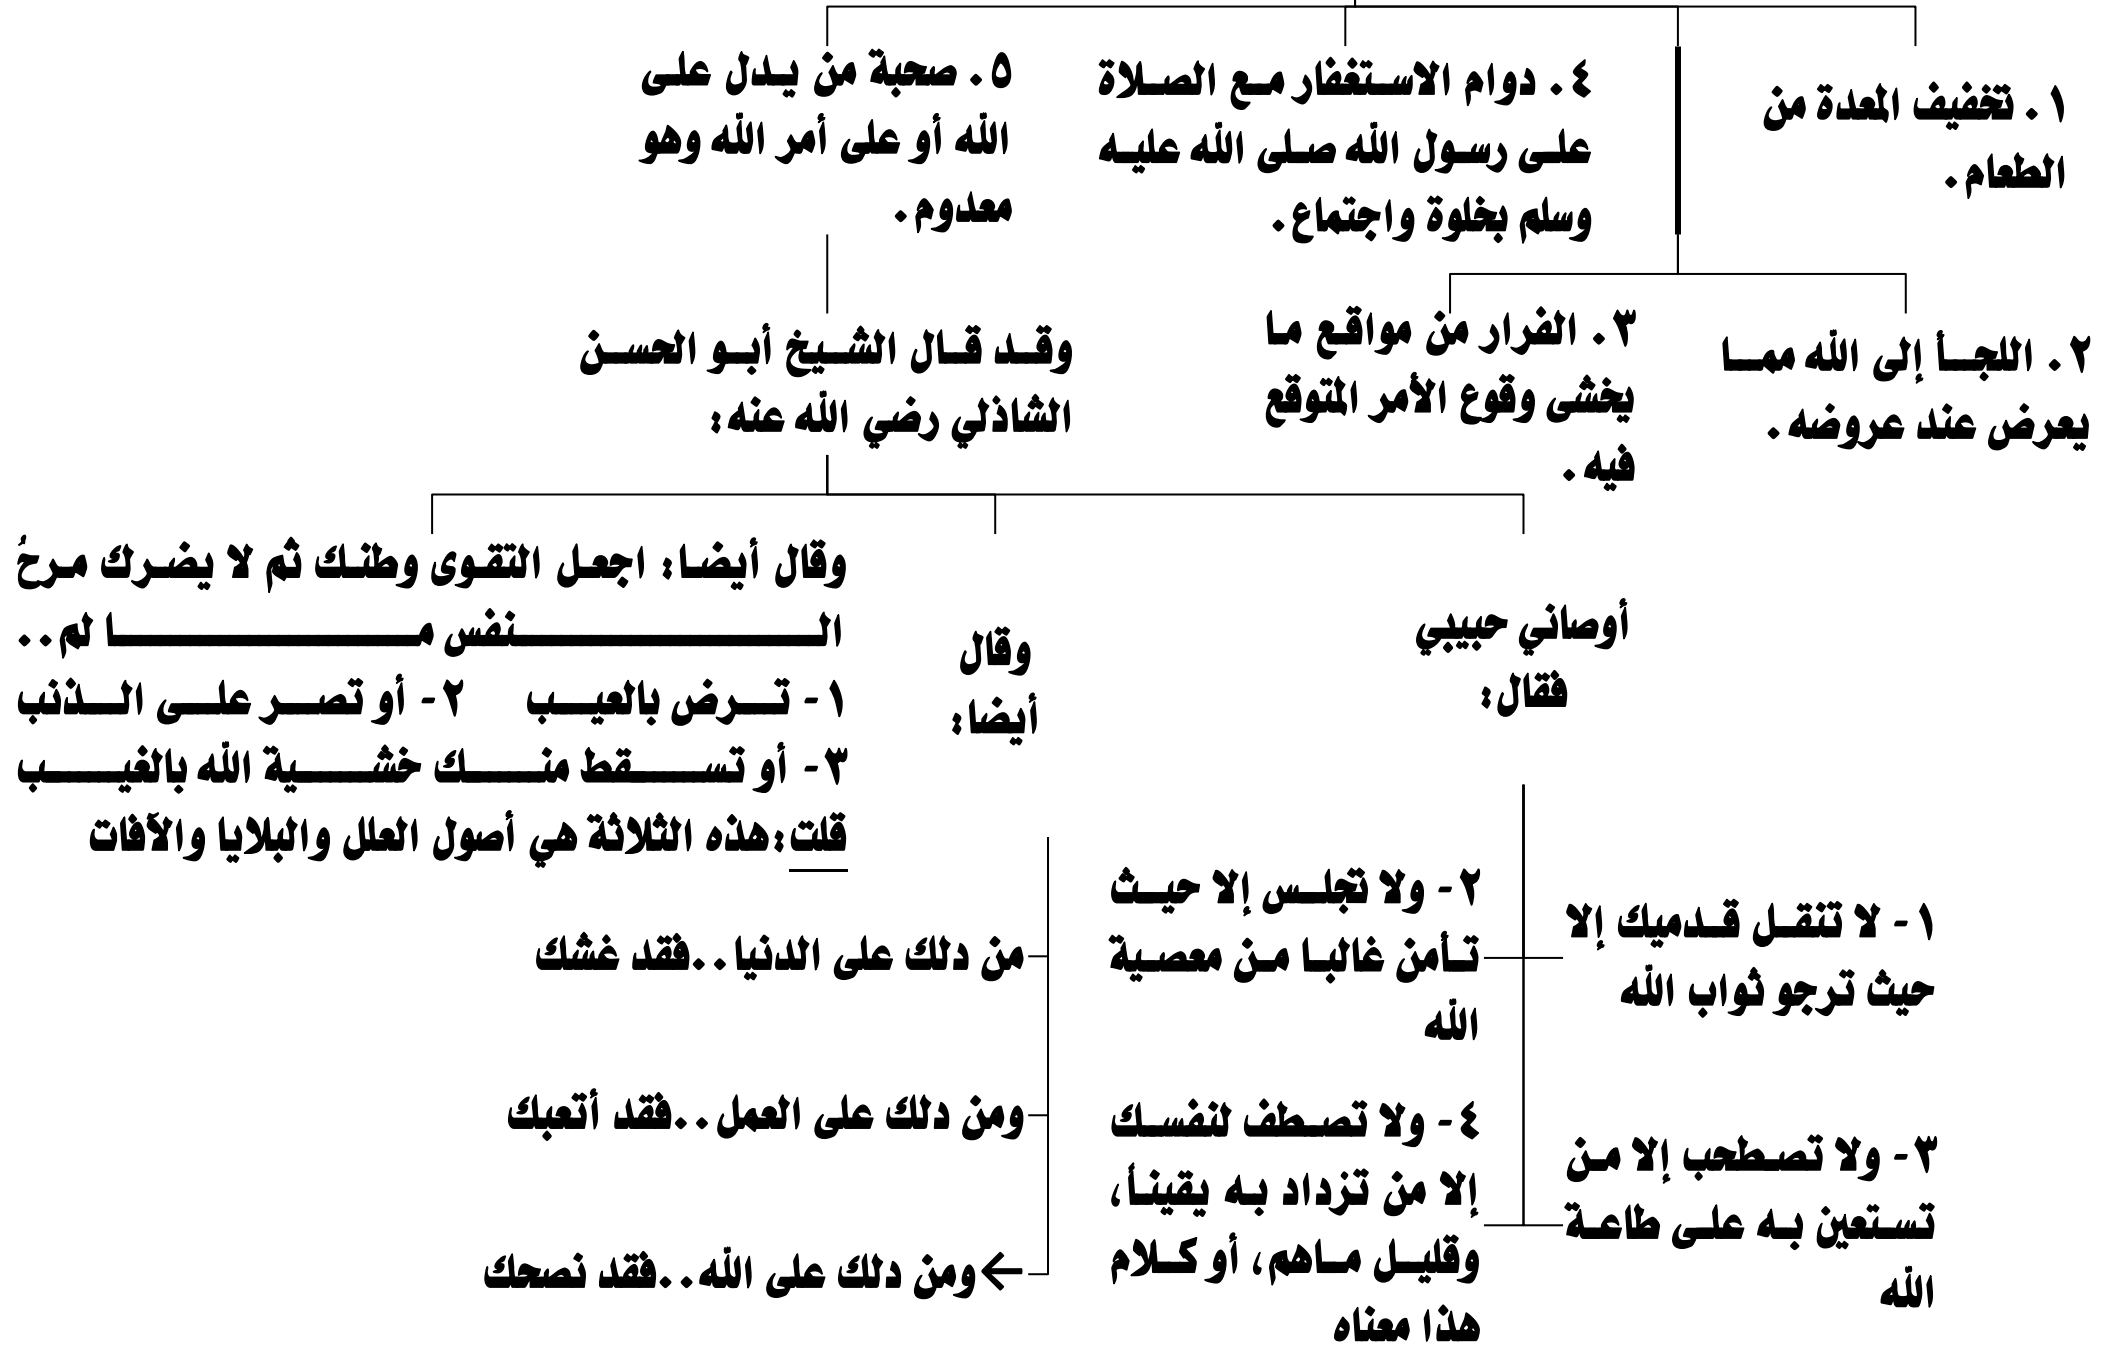 ١. تخفيف المعدة من
الطعام.
٢. اللجأ إلى الله مما
يعرض عند عروضه.
٣. الفرار من مواقع ما
يخشى وقوع الأمر المتوقع
فيه.
٤. دوام الاستغفار مع الصلاة
على رسول الله صلى الله عليه
وسلم بخلوة واجتماع.
٥. صحبة من يدل على
الله أو على أمر الله وهو
معدوم.
وقد قال الشيخ أبو الحسن
الشاذلي رضي الله عنه:
أوصاني حبيبي
فقال:
١- لا تنقل قدميك إلا
حيث ترجو ثواب الله
٢- ولا تجلس إلا حيث
تأمن غالبا من معصية
الله
٣- ولا تصطحب إلا من
تستعين به على طاعة
الله
٤- ولا تصطف لنفسك
إلا من تزداد به يقينأ،
وقليل ماهم، أو كلام
هذا معناه
وقال
أيضا:
من دلك على الدنيا..فقد غشك
ومن دلك على العمل..فقد أتعبك
←ومن دلك على الله..فقد نصحك
وقال أيضا: اجعل التقوى وطنك ثم لا يضرك مرحُ
النفس ما لم..
١- ترض بالعيب ٢- أو تصر على الذنب
٣- أو تسقط منك خشية الله بالغيب
قلت:هذه الثلاثة هي أصول العلل والبلايا والآفات